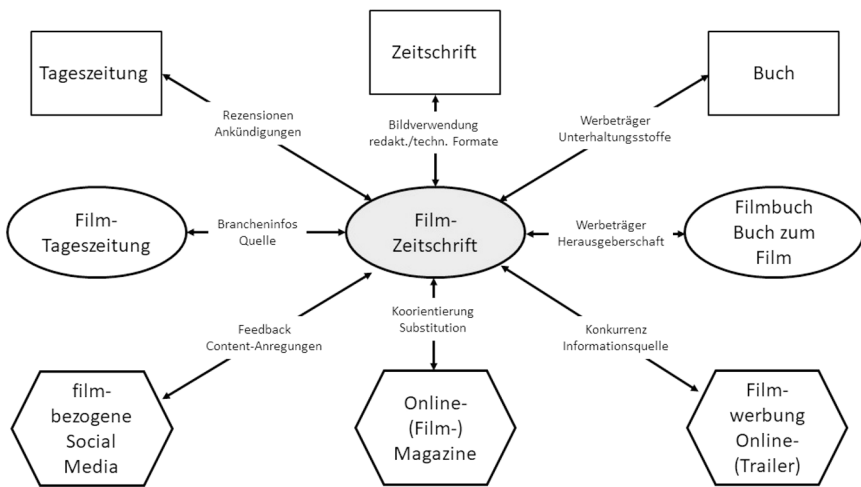 Tageszeitung
Zeitschrift
Buch
Rezensionen
Ankündigungen
Bildverwendung
redakt./techn. Formate
Werbeträger
Unterhaltungsstoffe
Film-
Tageszeitung
Brancheninfos
Quelle
Film-
Zeitschrift
Werbeträger
Herausgeberschaft
Filmbuch
Buch zum
Film
Feedback
Content-Anregungen
Koorientierung
Substitution
Konkurrenz
Informationsquelle
film-
bezogene
Social
Media
Online-
(Film-)
Magazine
Film-
werbung
Online-
(Trailer)